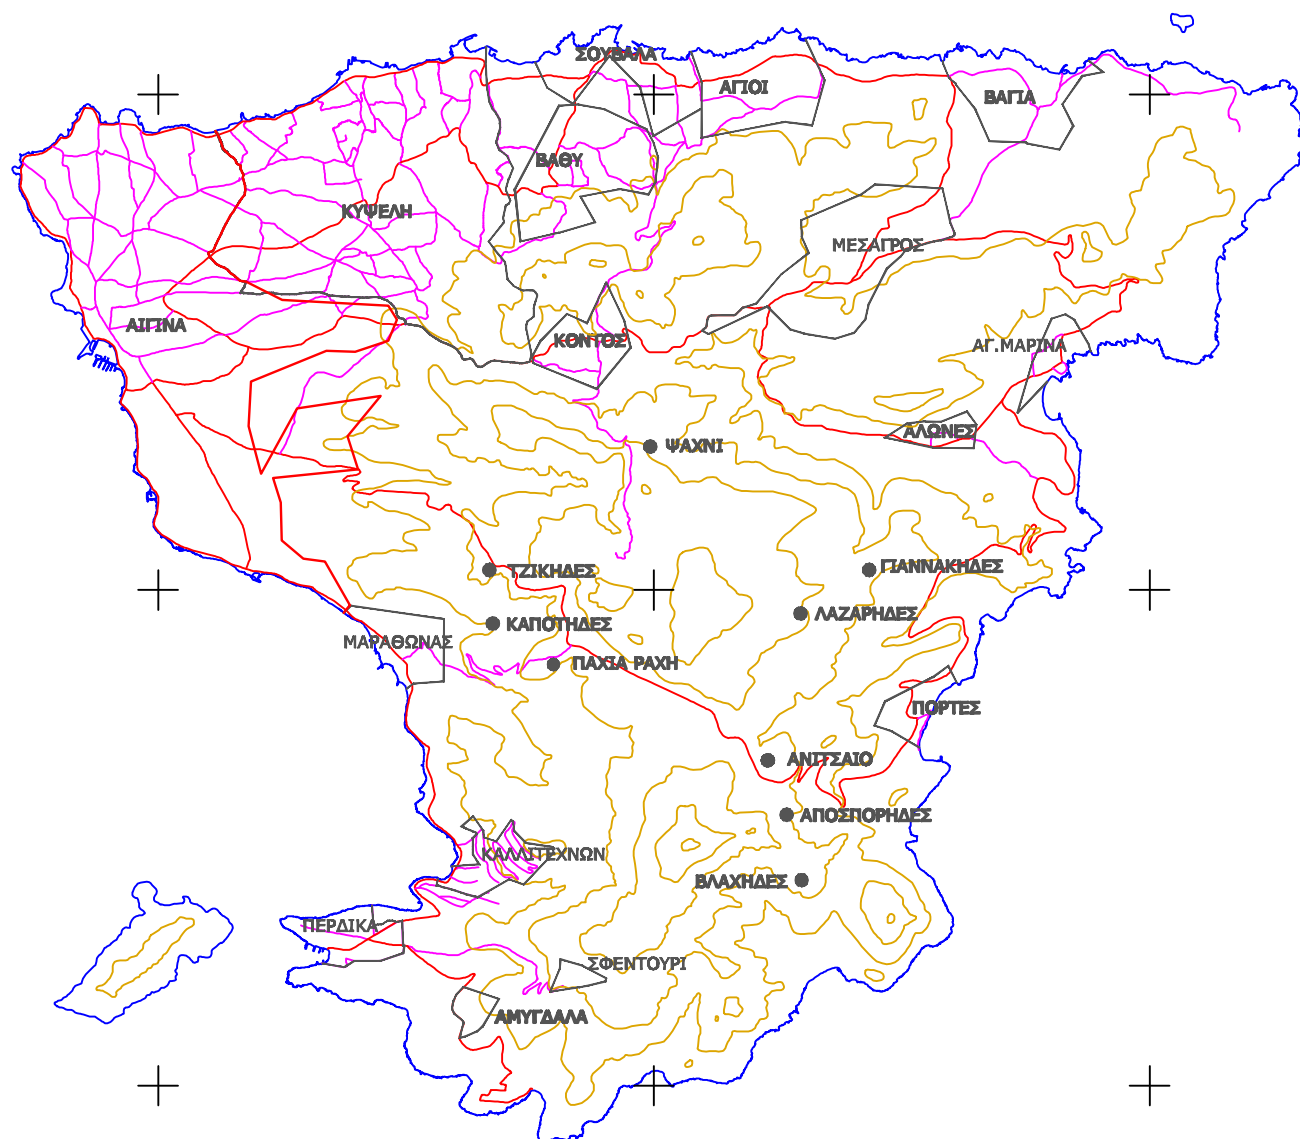 ΣΟΥΒΑΛΑ
ΑΓΙΟΙ
ΒΑΓΙΑ
ΒΑΘΥ
ΚΥΨΕΛΗ
ΜΕΣΑΓΡΟΣ
ΑΙΓΙΝΑ
ΚΟΝΤΟΣ
ΑΓ.ΜΑΡΙΝΑ
ΑΛΩΝΕΣ
ΨΑΧΝΙ
ΤΖΙΚΗΔΕΣ
ΓΙΑΝΝΑΚΗΔΕΣ
ΛΑΖΑΡΗΔΕΣ
ΚΑΠΟΤΗΔΕΣ
ΜΑΡΑΘΩΝΑΣ
ΠΑΧΙΑ ΡΑΧΗ
ΠΟΡΤΕΣ
ΑΝΙΤΣΑΙΟ
ΑΠΟΣΠΟΡΗΔΕΣ
ΚΑΛΛΙΤΕΧΝΩΝ
ΒΛΑΧΗΔΕΣ
ΠΕΡΔΙΚΑ
ΣΦΕΝΤΟΥΡΙ
ΑΜΥΓΔΑΛΑ